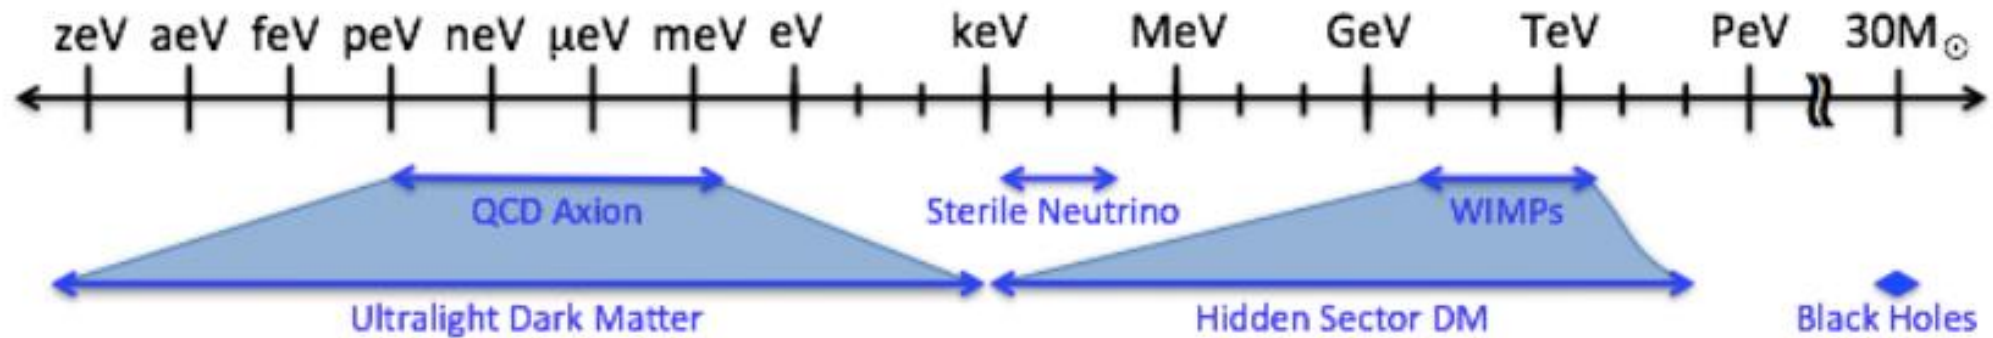 zeV aeV feV peV neV μeV meV eV keV MeV GeV TeV PeV 30M☉
QCD Axion Sterile Neutrino WIMPs
Ultralight Dark Matter Hidden Sector DM Black Holes